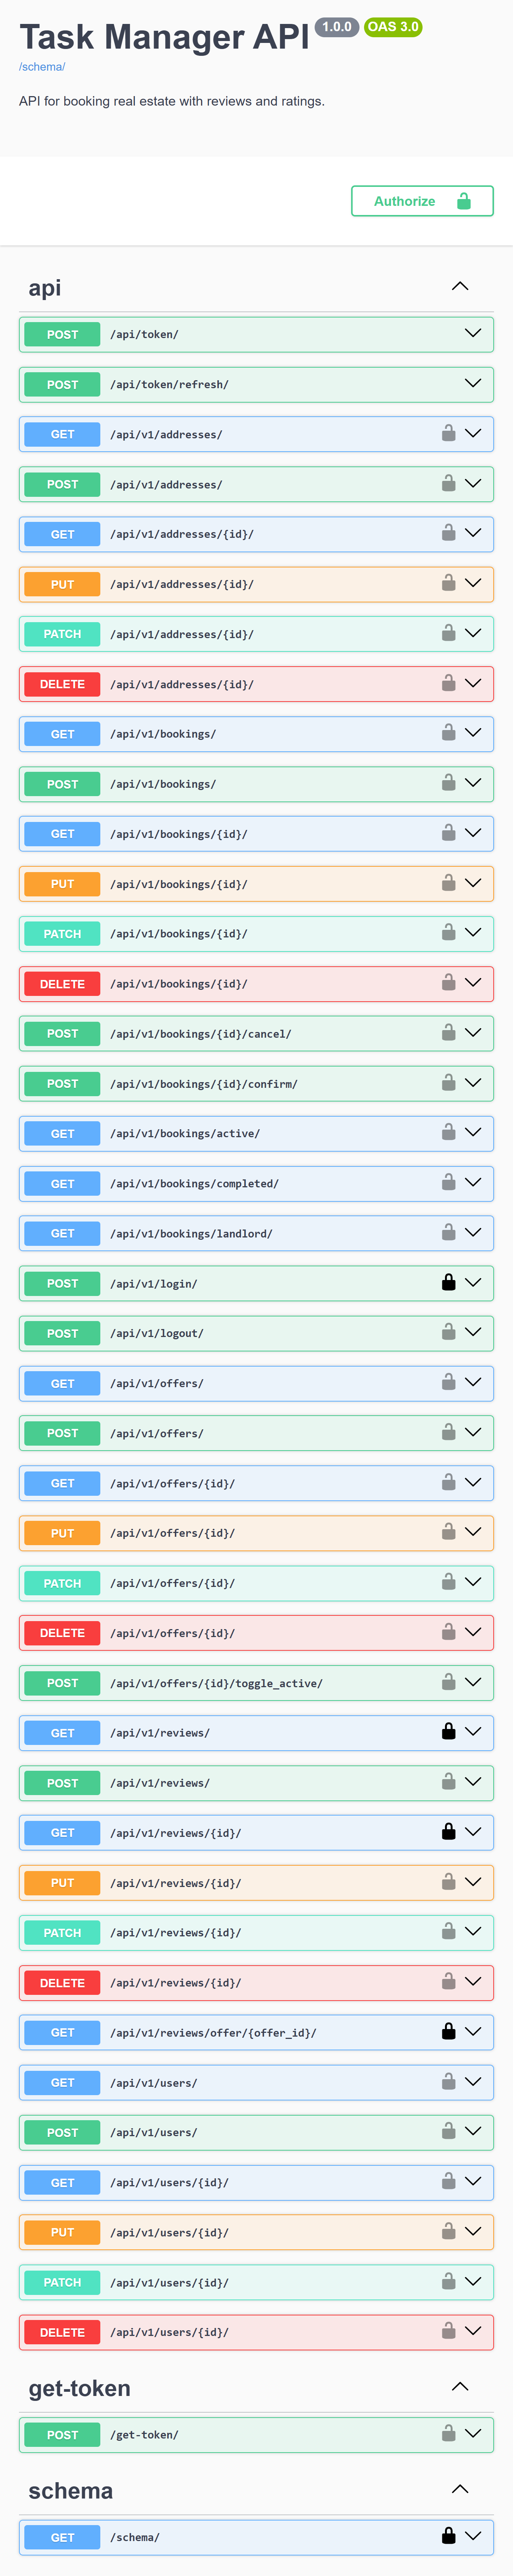 Task Manager API 1.0.0 OAS 3.0
/schema/
API for booking real estate with reviews and ratings.
Authorize
api
POST /api/token/
POST /api/token/refresh/
GET /api/v1/addresses/
POST /api/v1/addresses/
GET /api/v1/addresses/{id}/
PUT /api/v1/addresses/{id}/
PATCH /api/v1/addresses/{id}/
DELETE /api/v1/addresses/{id}/
GET /api/v1/bookings/
POST /api/v1/bookings/
GET /api/v1/bookings/{id}/
PUT /api/v1/bookings/{id}/
PATCH /api/v1/bookings/{id}/
DELETE /api/v1/bookings/{id}/
POST /api/v1/bookings/{id}/cancel/
POST /api/v1/bookings/{id}/confirm/
GET /api/v1/bookings/active/
GET /api/v1/bookings/completed/
GET /api/v1/bookings/landlord/
POST /api/v1/login/
POST /api/v1/logout/
GET /api/v1/offers/
POST /api/v1/offers/
GET /api/v1/offers/{id}/
PUT /api/v1/offers/{id}/
PATCH /api/v1/offers/{id}/
DELETE /api/v1/offers/{id}/
POST /api/v1/offers/{id}/toggle_active/
GET /api/v1/reviews/
POST /api/v1/reviews/
GET /api/v1/reviews/{id}/
PUT /api/v1/reviews/{id}/
PATCH /api/v1/reviews/{id}/
DELETE /api/v1/reviews/{id}/
GET /api/v1/reviews/offer/{offer_id}/
GET /api/v1/users/
POST /api/v1/users/
GET /api/v1/users/{id}/
PUT /api/v1/users/{id}/
PATCH /api/v1/users/{id}/
DELETE /api/v1/users/{id}/
get-token
POST /get-token/
schema
GET /schema/